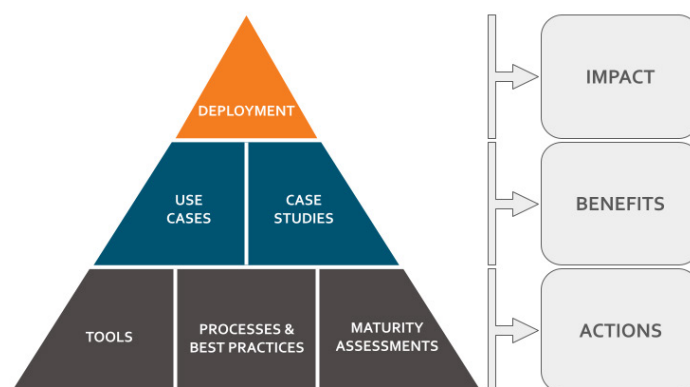 DEPLOYMENT
IMPACT
USE
CASES
CASE
STUDIES
BENEFITS
TOOLS
PROCESSES &
BEST PRACTICES
MATURITY
ASSESSMENTS
ACTIONS